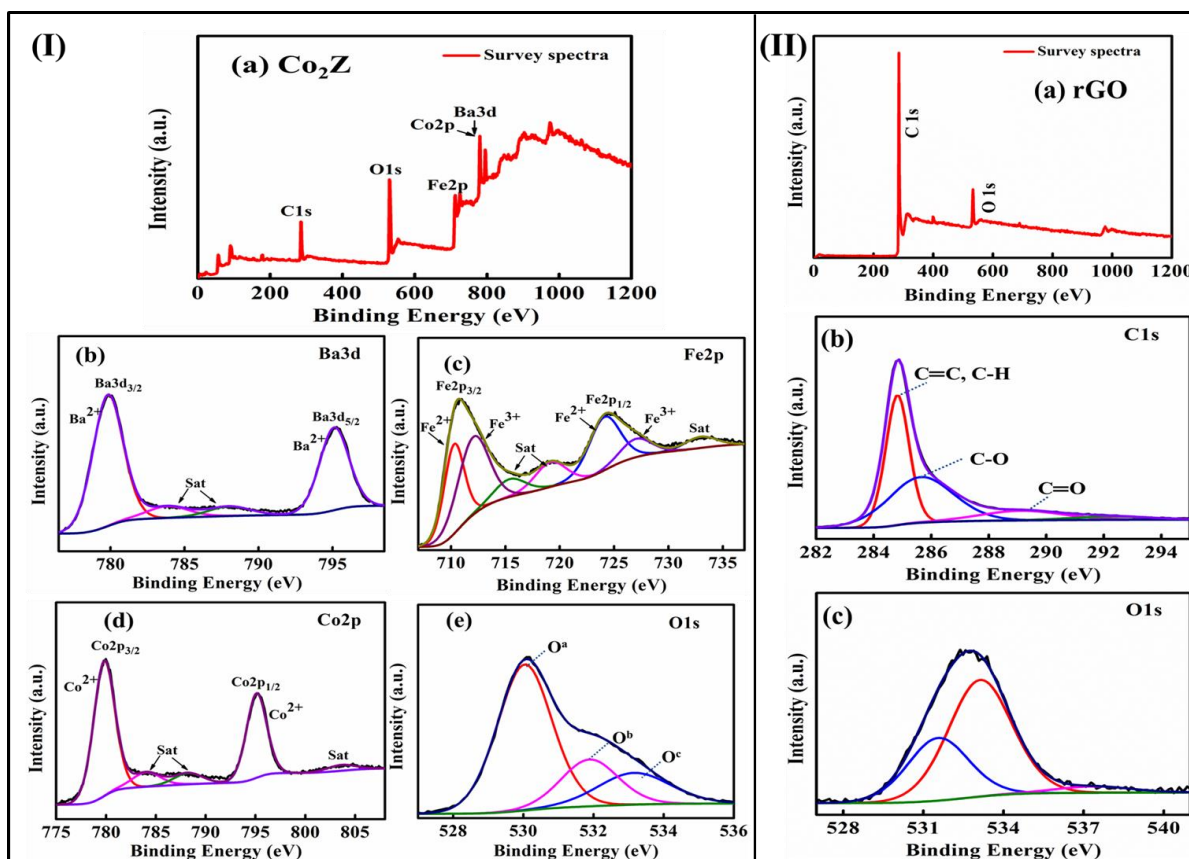 (I)
(a) Co₂Z
Survey spectra
Intensity (a.u.)
C1s
O1s
Fe2p
Co2p
Ba3d
0 200 400 600 800 1000 1200
Binding Energy (eV)
(b)
Ba3d
Intensity (a.u.)
Ba3d₃/₂
Ba²⁺
Sat
Ba3d₅/₂
Ba²⁺
780 785 790 795
Binding Energy (eV)
(c)
Fe2p
Intensity (a.u.)
Fe2p₃/₂
Fe²⁺
Fe³⁺
Sat
Fe2p₁/₂
Fe²⁺
Fe³⁺
Sat
710 715 720 725 730 735
Binding Energy (eV)
(d)
Co2p
Intensity (a.u.)
Co2p₃/₂
Co²⁺
Sat
Co2p₁/₂
Co²⁺
Sat
775 780 785 790 795 800 805
Binding Energy (eV)
(e)
O1s
Intensity (a.u.)
Oᵃ
Oᵇ
Oᶜ
528 530 532 534 536
Binding Energy (eV)
(II)
Survey spectra
(a) rGO
Intensity (a.u.)
C 1s
O 1s
0 200 400 600 800 1000 1200
Binding Energy (eV)
(b)
C1s
Intensity (a.u.)
C=C, C-H
C-O
C=O
282 284 286 288 290 292 294
Binding Energy (eV)
(c)
O1s
Intensity (a.u.)
528 531 534 537 540
Binding Energy (eV)